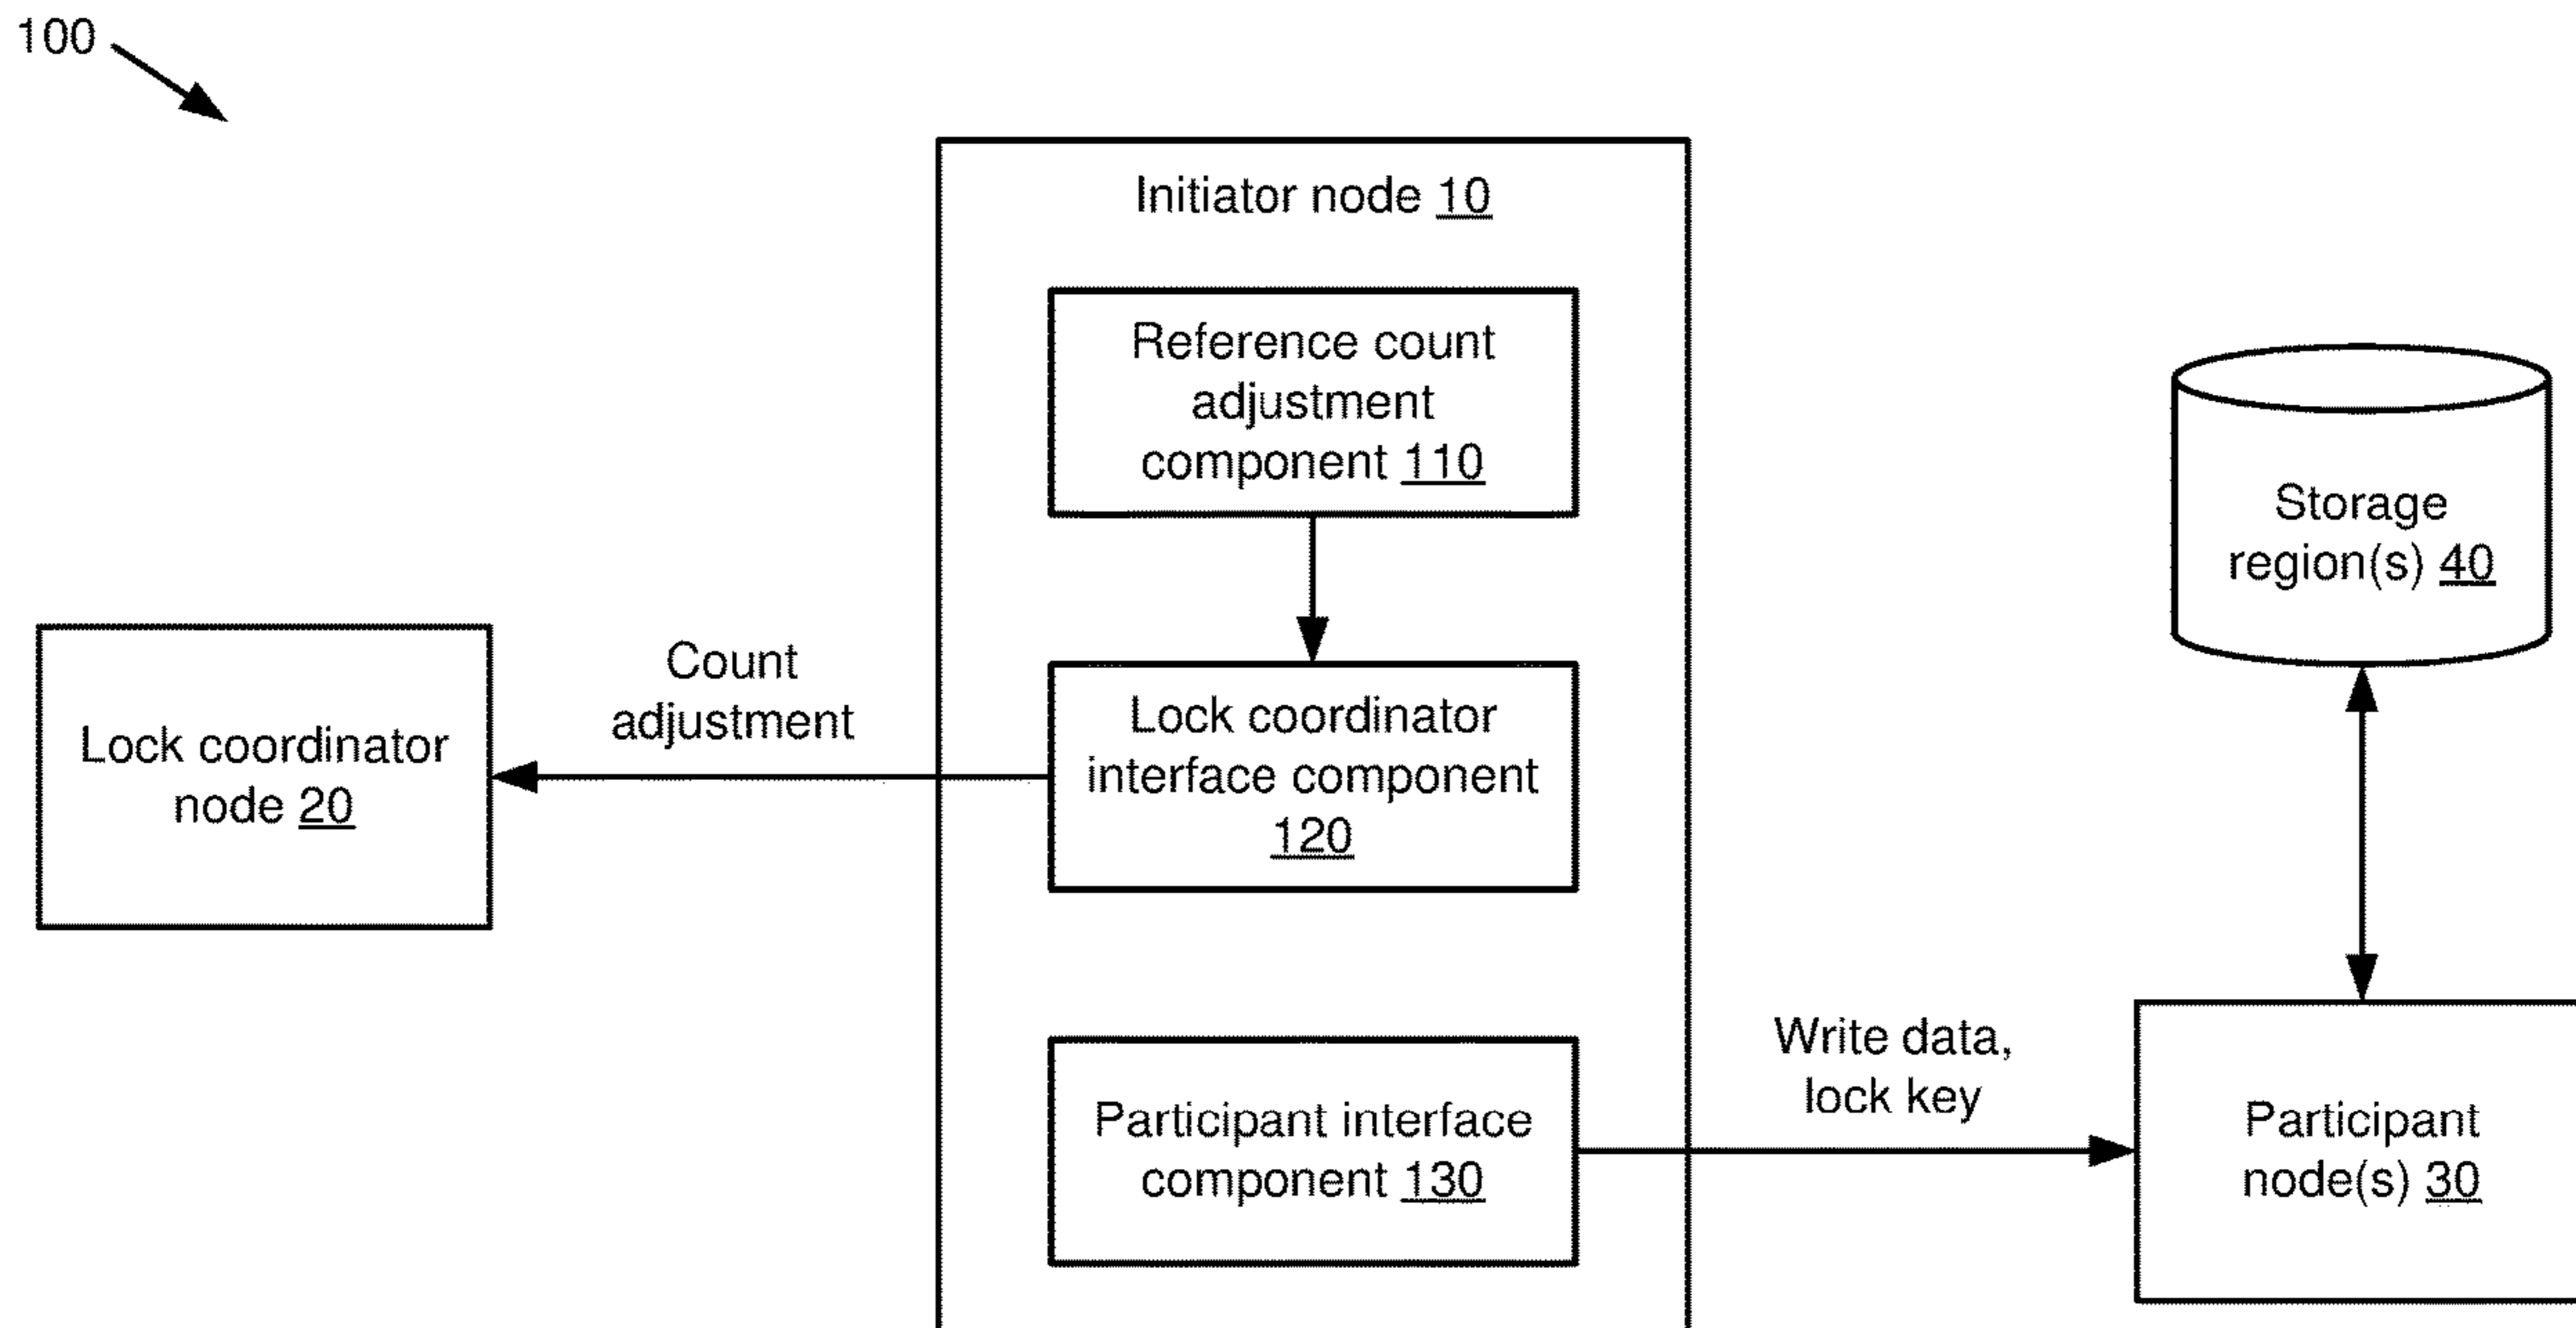 100
Initiator node 10
Reference count
adjustment
component 110
Storage
region(s) 40
Count
adjustment
Lock coordinator
node 20
Lock coordinator
interface component
120
Write data,
lock key
Participant interface
component 130
Participant
node(s) 30